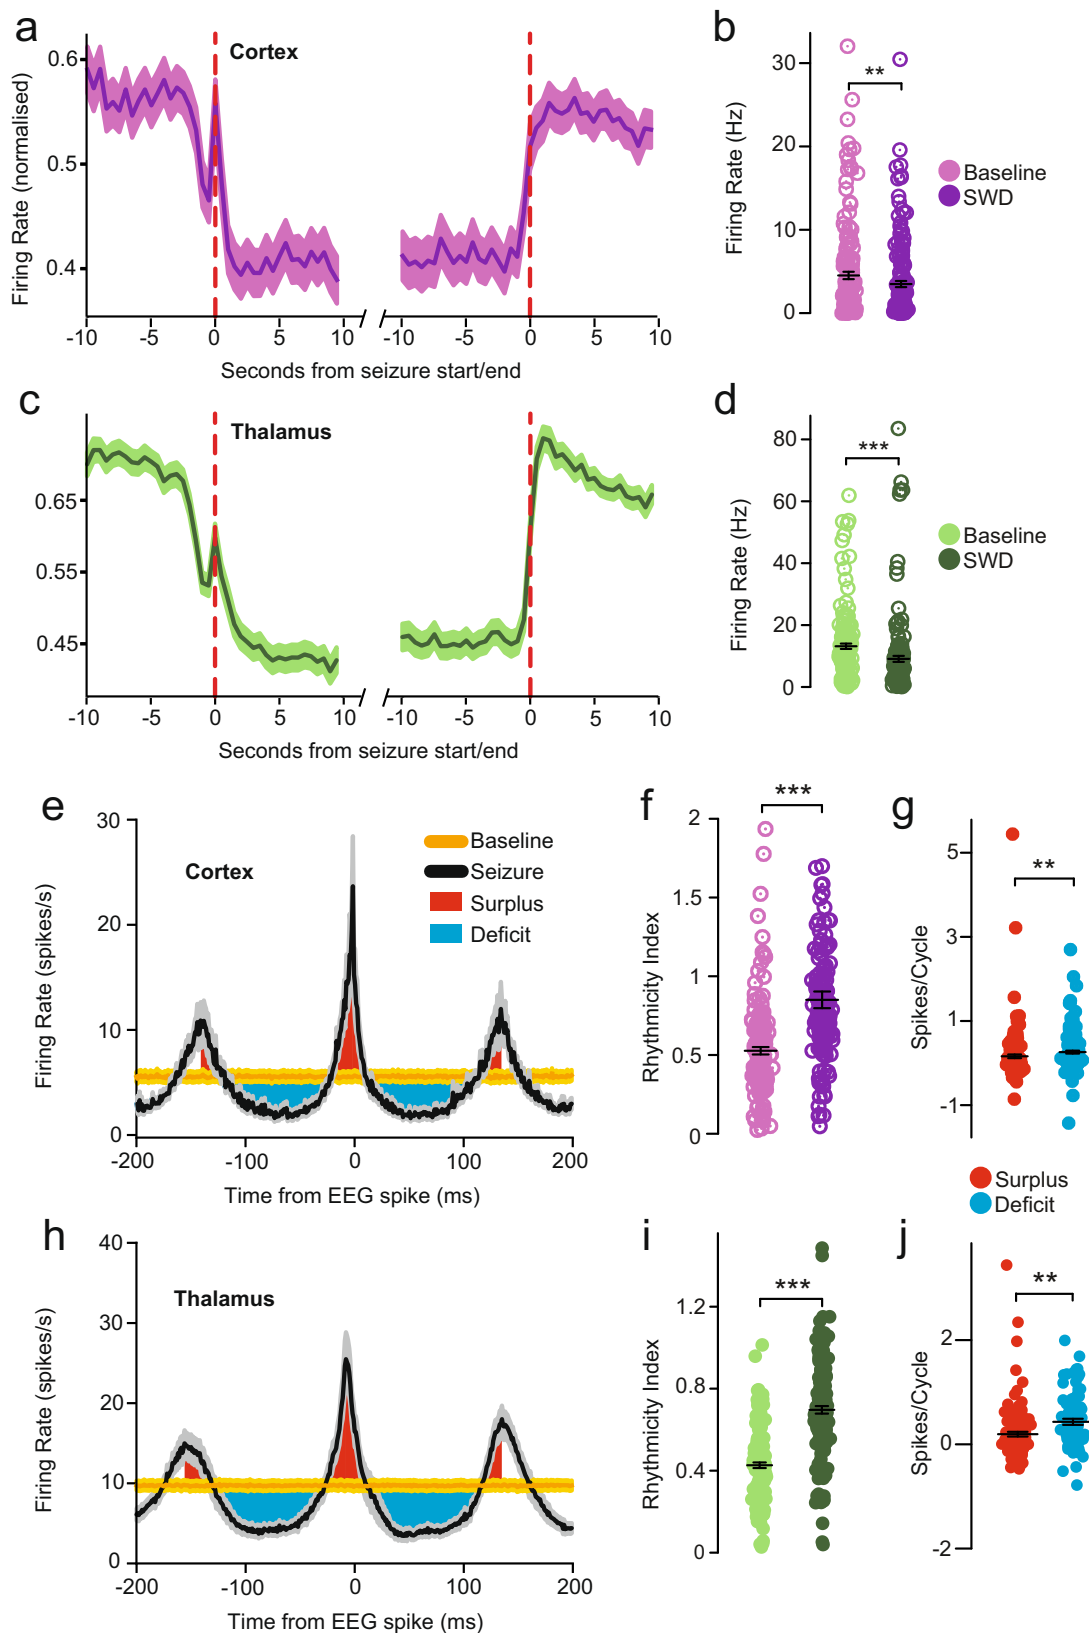 a
Cortex
Firing Rate (normalised)
0.6
0.5
0.4
-10 -5 0 5 10 -10 -5 0 5 10
Seconds from seizure start/end
b
**
Firing Rate (Hz)
30
20
10
0
Baseline
SWD
c
Thalamus
0.65
0.55
0.45
-10 -5 0 5 10 -10 -5 0 5 10
Seconds from seizure start/end
d
***
Firing Rate (Hz)
80
60
40
20
0
Baseline
SWD
e
Cortex
Firing Rate (spikes/s)
30
20
10
0
-200 -100 0 100 200
Time from EEG spike (ms)
Baseline
Seizure
Surplus
Deficit
f
***
Rhythmicity Index
2
1.5
1
0.5
0
g
**
Spikes/Cycle
5
3
1
-1
Surplus
Deficit
h
Thalamus
Firing Rate (spikes/s)
40
30
20
10
0
-200 -100 0 100 200
Time from EEG spike (ms)
i
***
Rhythmicity Index
1.2
0.8
0.4
0
j
**
Spikes/Cycle
2
0
-2